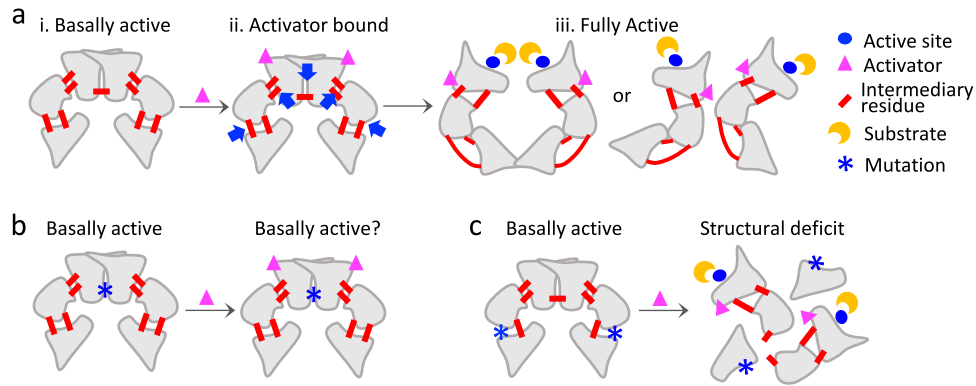 a
i. Basally active
ii. Activator bound
iii. Fully Active
or
Active site
Activator
Intermediary
residue
Substrate
Mutation
b
Basally active
Basally active?
c
Basally active
Structural deficit